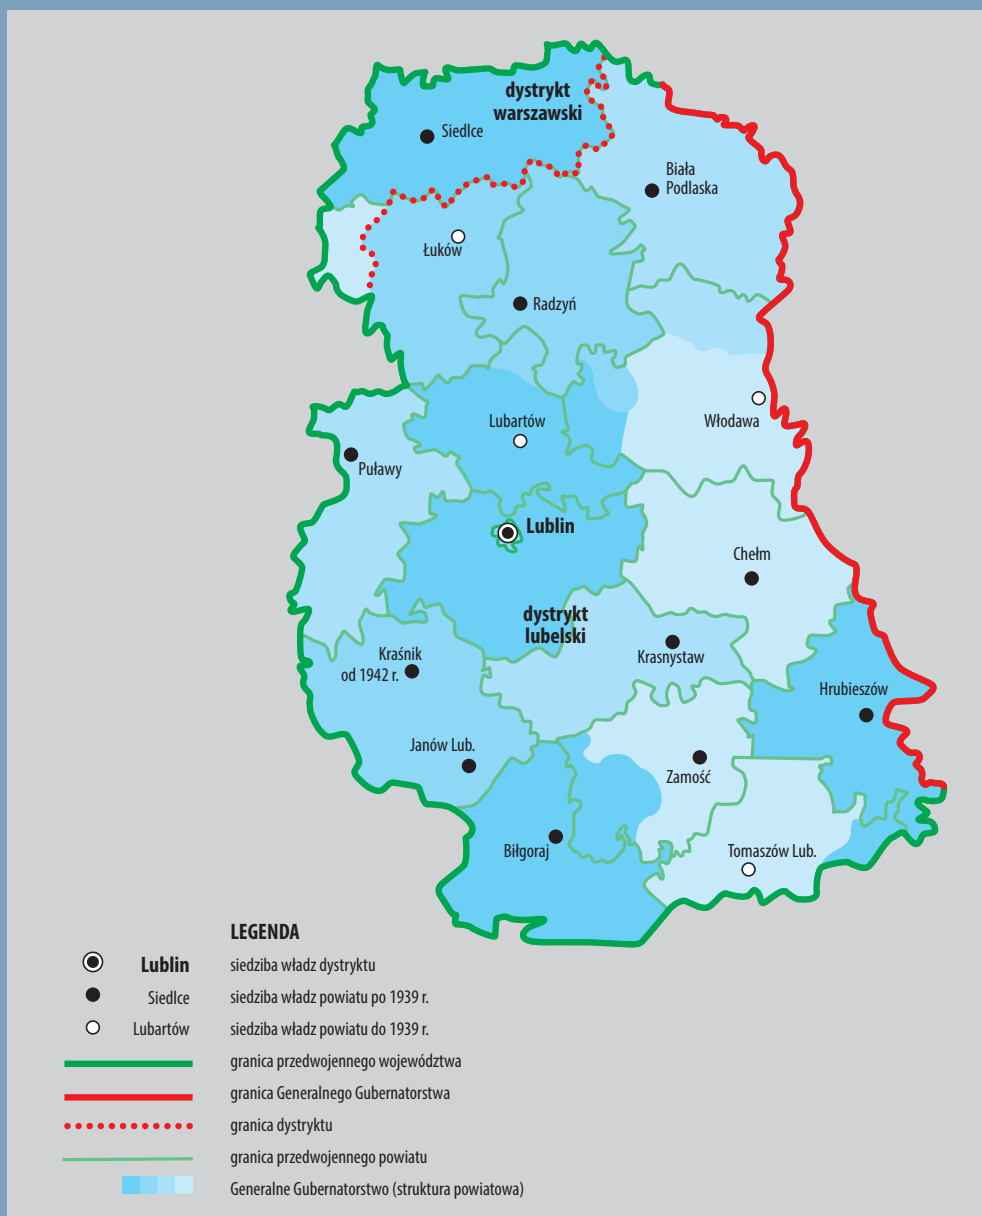 dystrykt
warszawski
Siedlce
Biała
Podlaska
Łuków
Radzyń
Lubartów
Włodawa
Puławy
Lublin
Chełm
dystrykt
lubelski
Kraśnik
od 1942 r.
Krasnystaw
Hrubieszów
Janów Lub.
Zamość
Biłgoraj
Tomaszów Lub.
LEGENDA
Lublin siedziba władz dystryktu
Siedlce siedziba władz powiatu po 1939 r.
Lubartów siedziba władz powiatu do 1939 r.
granica przedwojennego województwa
granica Generalnego Gubernatorstwa
granica dystryktu
granica przedwojennego powiatu
Generalne Gubernatorstwo (struktura powiatowa)